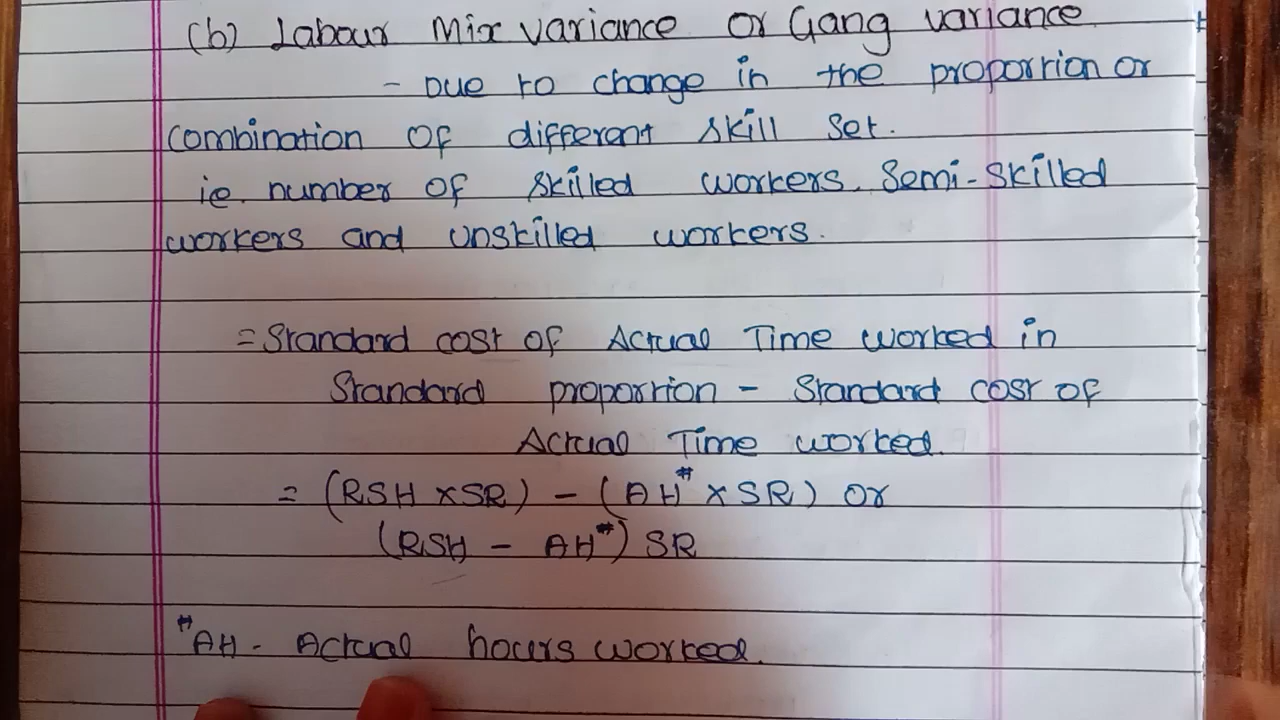 (b) Labour Mix variance or Gang variance
- Due to change in the proportion or
combination of different skill set.
ie. number of skilled workers. Semi-skilled
workers and unskilled workers.
= Standard cost of Actual Time worked in
Standard proportion - Standard cost of
Actual Time worked.
= (RSH × SR) - (AH# × SR) or
(RSH - AH#) SR
#AH - Actual hours worked.